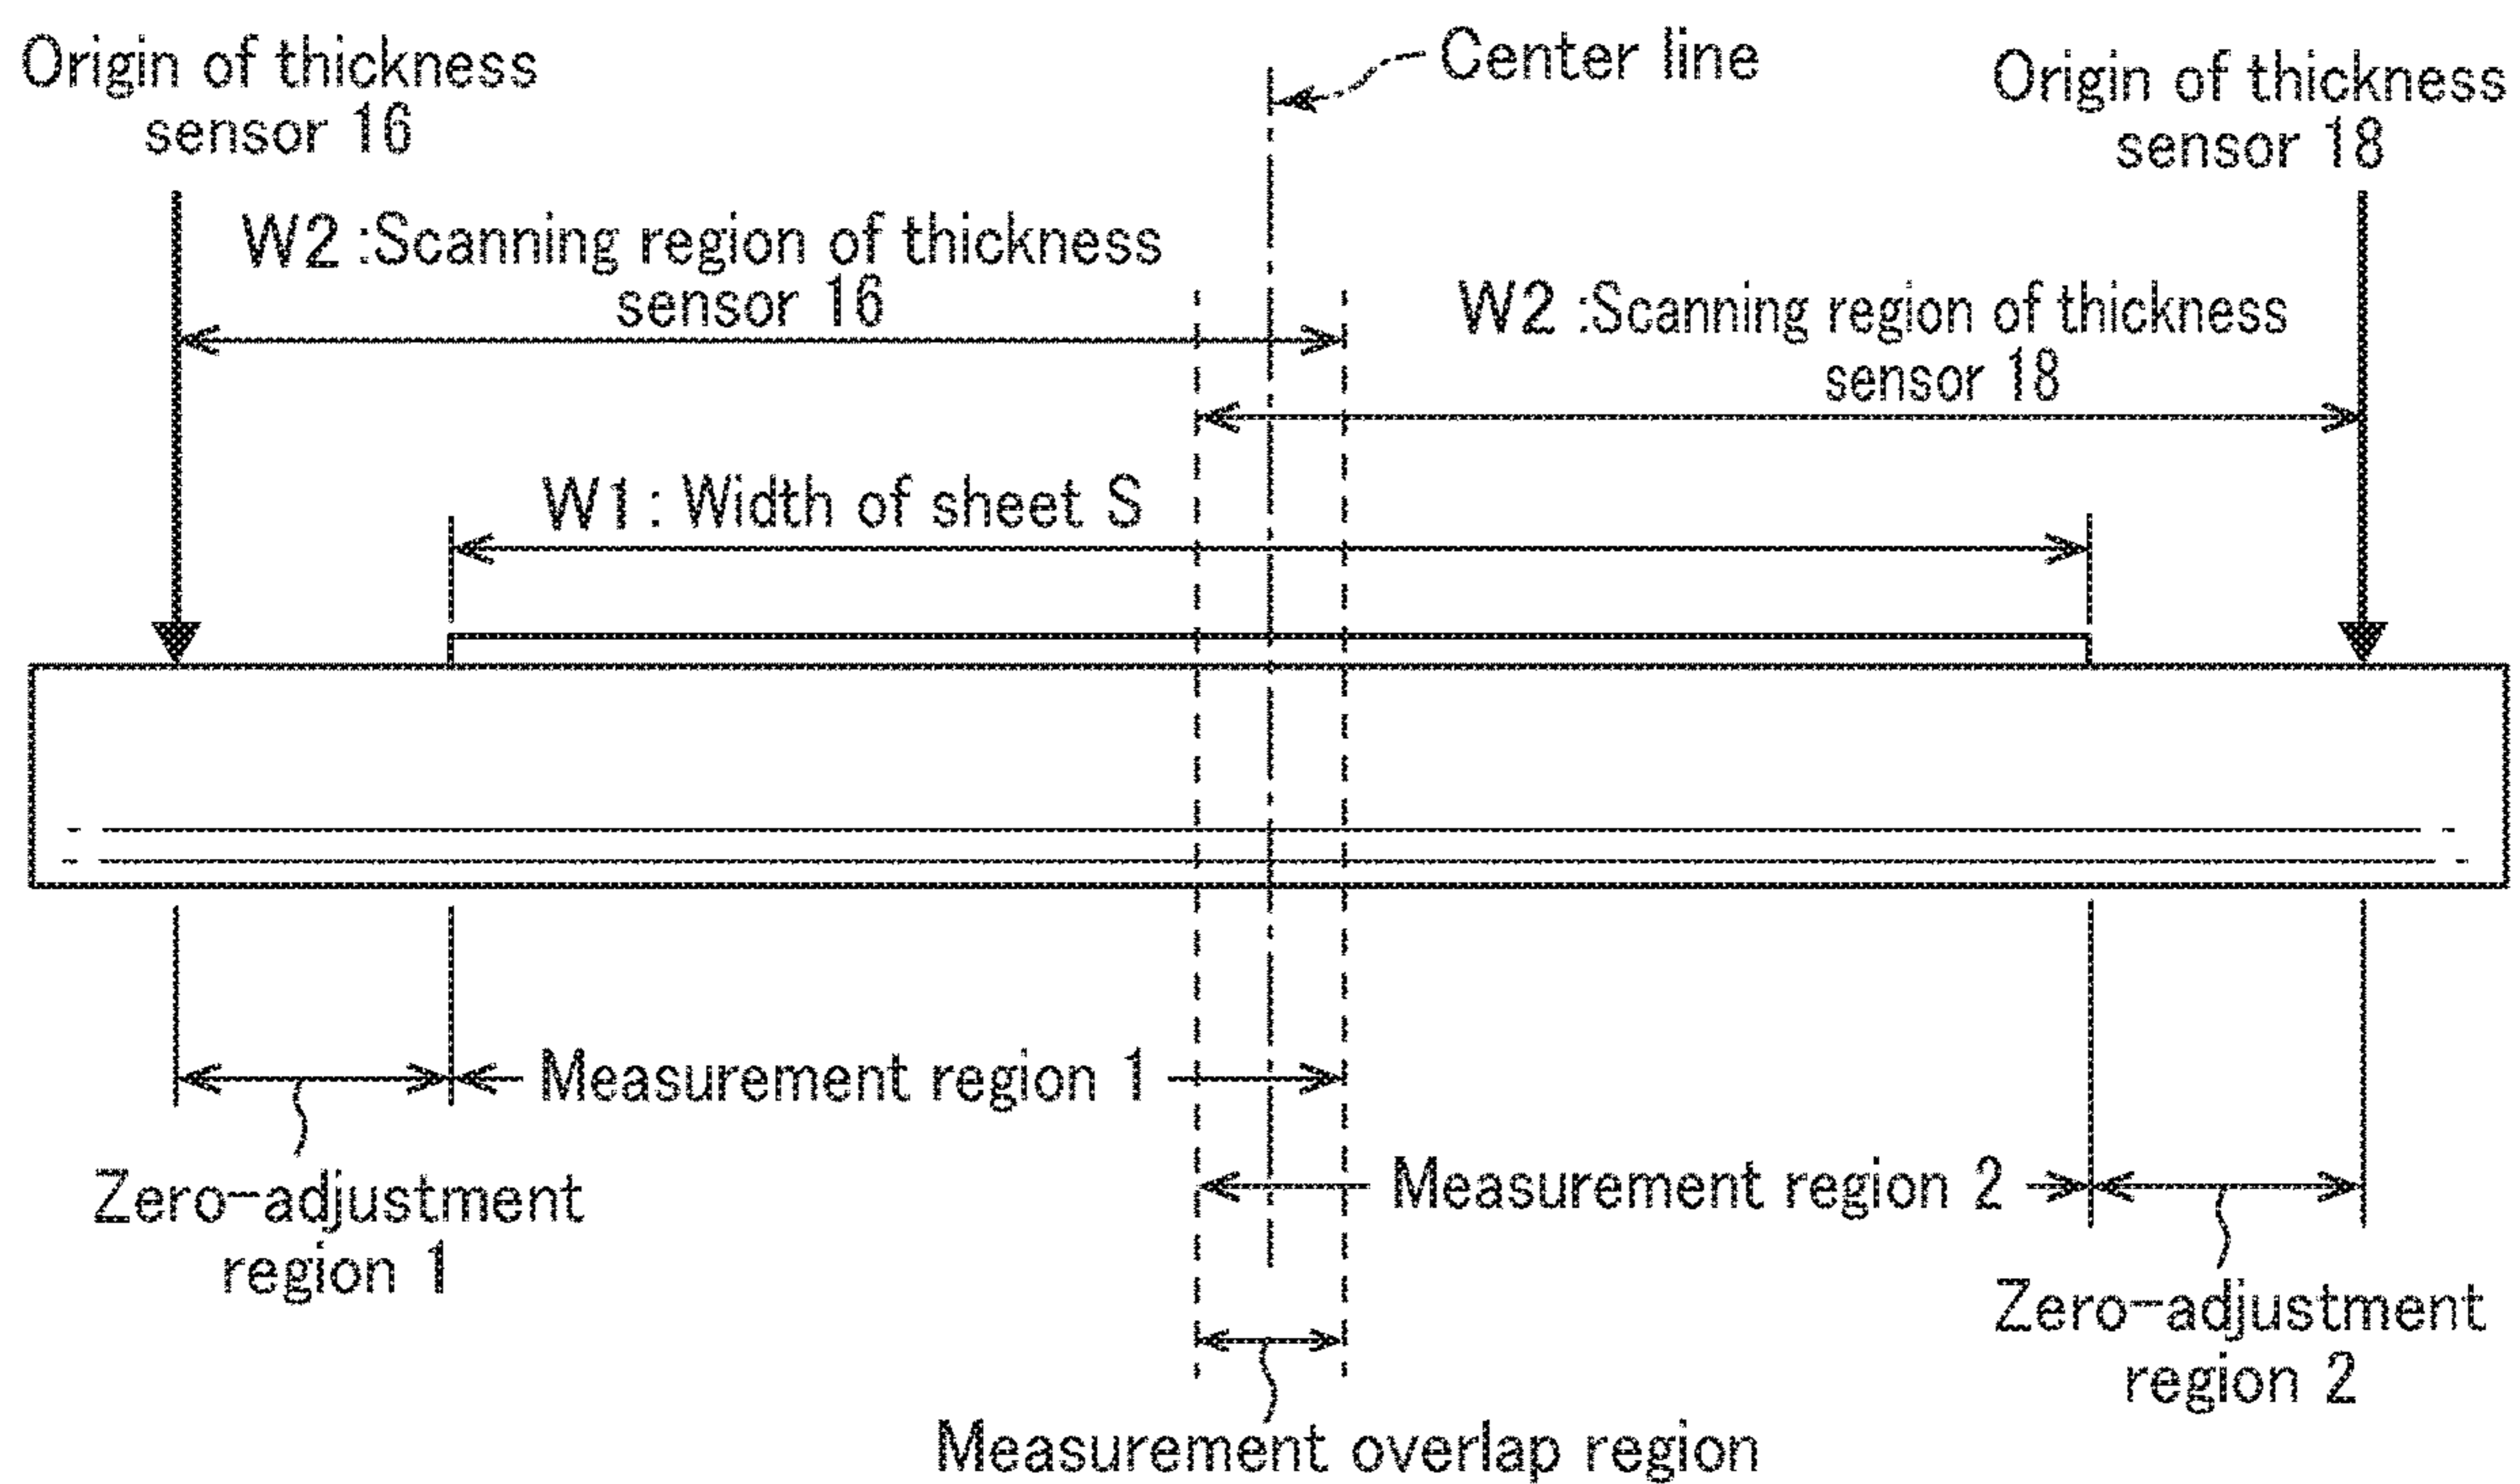 Center line
Origin of thickness
sensor 16
Origin of thickness
sensor 18
W2 :Scanning region of thickness
sensor 16
W2 :Scanning region of thickness
sensor 18
W1 : Width of sheet S
Measurement region 1
Measurement region 2
Zero-adjustment
region 1
Zero-adjustment
region 2
Measurement overlap region